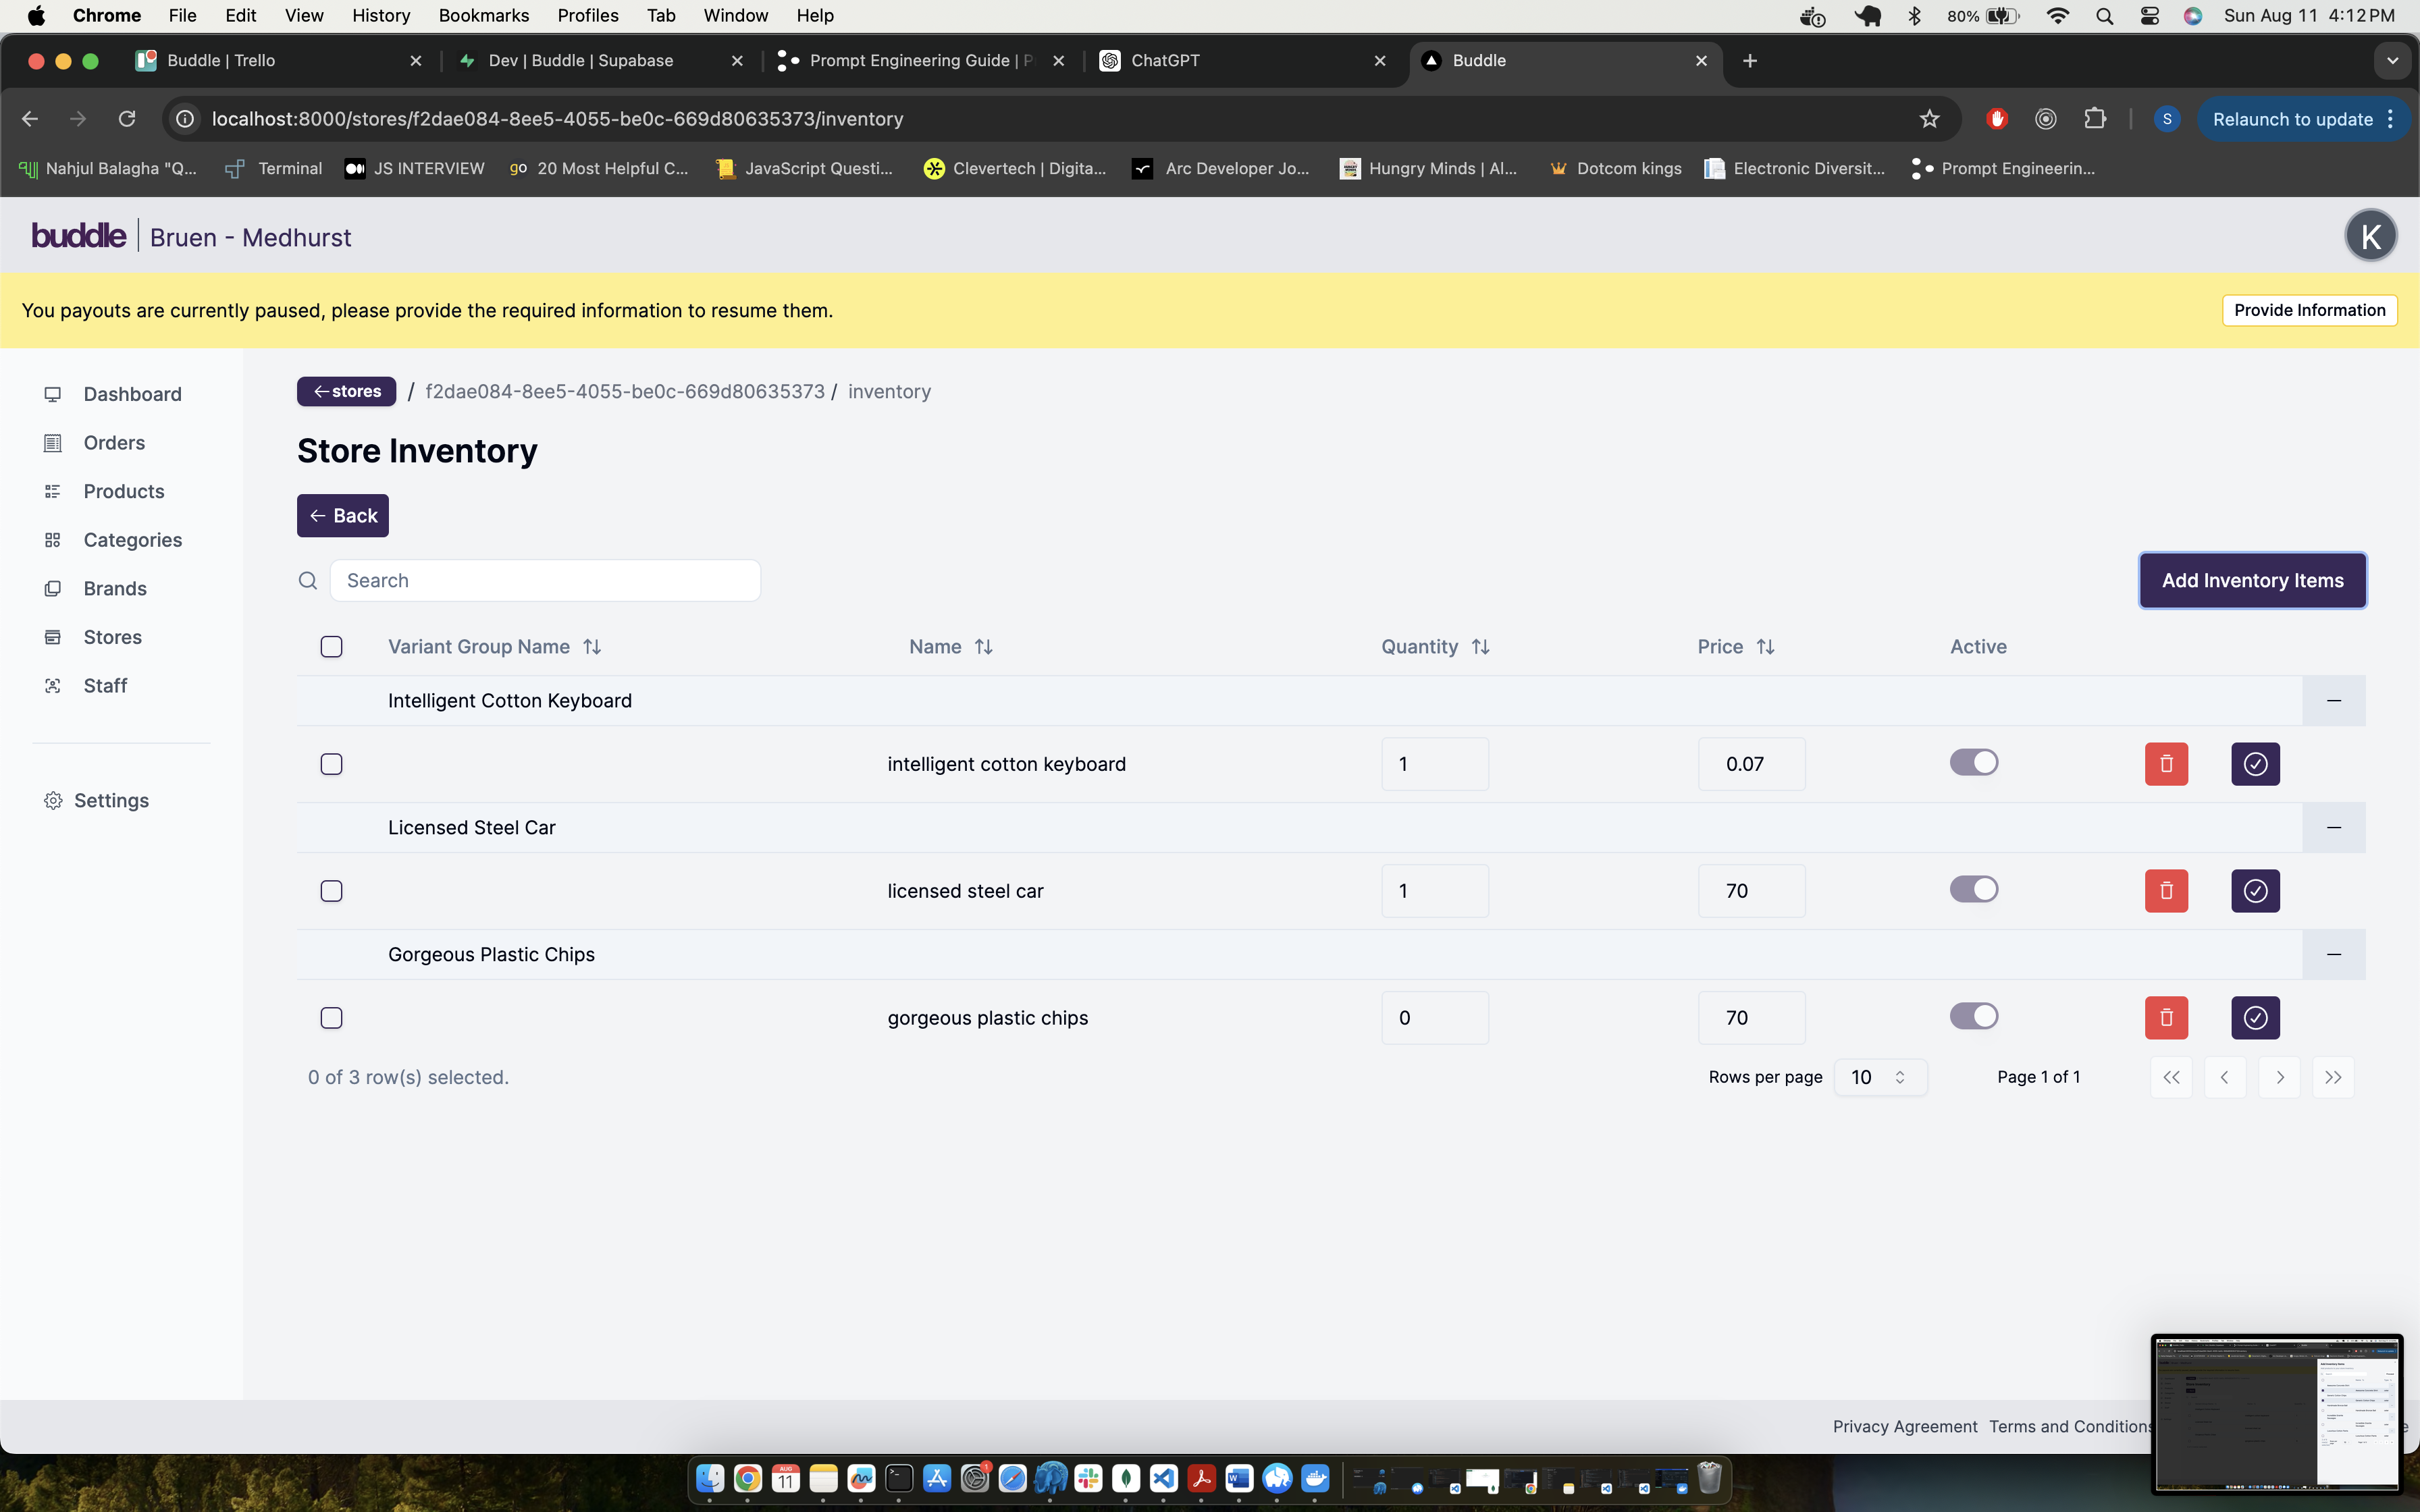 Chrome File Edit View History Bookmarks Profiles Tab Window Help 80% Sun Aug 11 4:12 PM
Buddle | Trello Dev | Buddle | Supabase Prompt Engineering Guide | P ChatGPT Buddle
localhost:8000/stores/f2dae084-8ee5-4055-be0c-669d80635373/inventory S Relaunch to update
Nahjul Balagha "Q... Terminal JS INTERVIEW go 20 Most Helpful C... JavaScript Questi... Clevertech | Digita... Arc Developer Jo... Hungry Minds | Al... Dotcom kings Electronic Diversit... Prompt Engineerin...
buddle Bruen - Medhurst K
You payouts are currently paused, please provide the required information to resume them. Provide Information
Dashboard
Orders
Products
Categories
Brands
Stores
Staff
Settings
stores / f2dae084-8ee5-4055-be0c-669d80635373 / inventory
Store Inventory
Back
Search Add Inventory Items
Variant Group Name Name Quantity Price Active
Intelligent Cotton Keyboard
intelligent cotton keyboard 1 0.07
Licensed Steel Car
licensed steel car 1 70
Gorgeous Plastic Chips
gorgeous plastic chips 0 70
0 of 3 row(s) selected. Rows per page 10 Page 1 of 1
Privacy Agreement Terms and Conditions
AUG 11 1